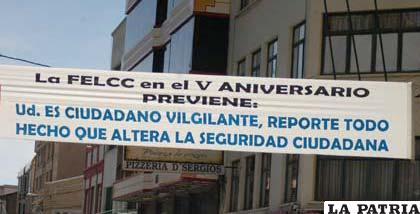 La FELCC en el V ANIVERSARIO
PREVIENE:
Ud. ES CIUDADANO VILGILANTE, REPORTE TODO
HECHO QUE ALTERA LA SEGURIDAD CIUDADANA
PIZZERIA D SERGIOS
LA PATRIA